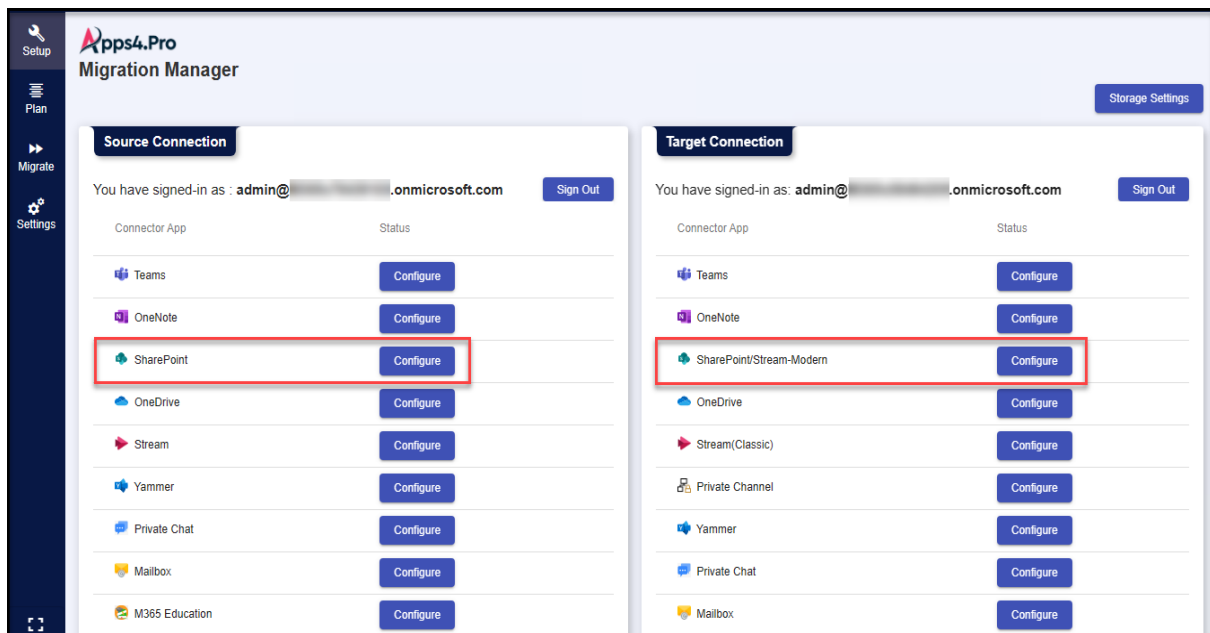 Setup
Plan
Migrate
Settings
Apps4.Pro
Migration Manager
Storage Settings
Source Connection
You have signed-in as : admin@ .onmicrosoft.com
Sign Out
Connector App Status
Teams Configure
OneNote Configure
SharePoint Configure
OneDrive Configure
Stream Configure
Yammer Configure
Private Chat Configure
Mailbox Configure
M365 Education Configure
Target Connection
You have signed-in as: admin@ .onmicrosoft.com
Sign Out
Connector App Status
Teams Configure
OneNote Configure
SharePoint/Stream-Modern Configure
OneDrive Configure
Stream(Classic) Configure
Private Channel Configure
Yammer Configure
Private Chat Configure
Mailbox Configure